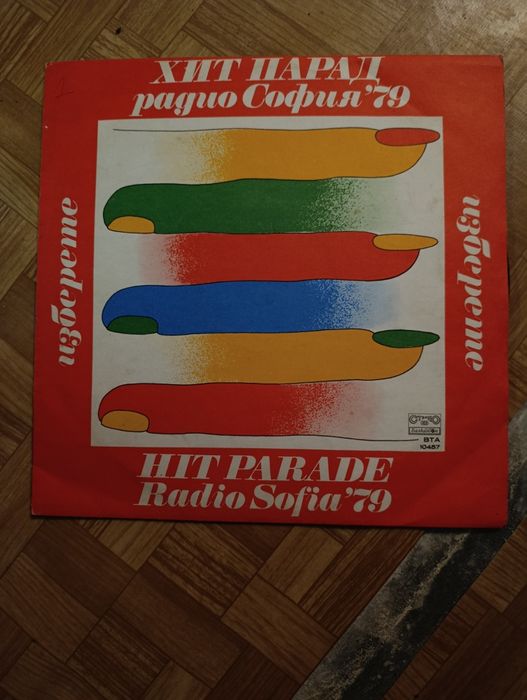 ХИТ ПАРАД
радио София'79
изберете
изберете
СТЕРЕО
Балкантон
ВТА
10457
HIT PARADE
Radio Sofia'79